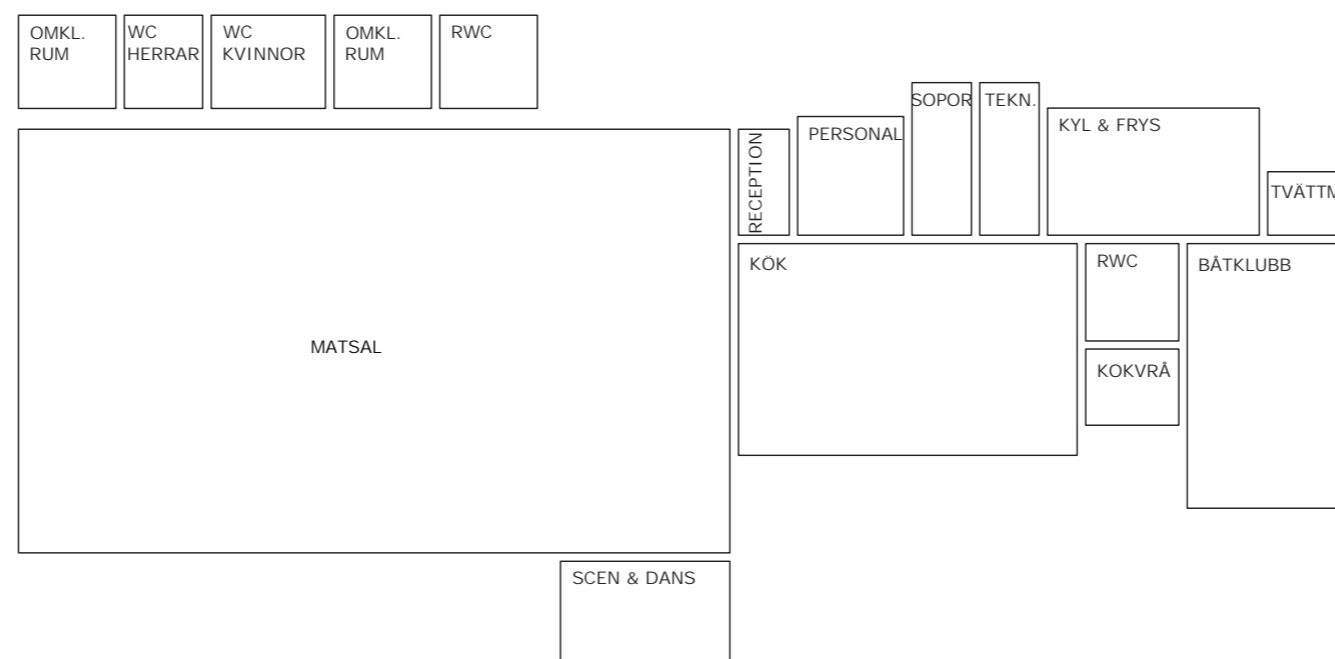 OMKL.
RUM
WC
HERRAR
WC
KVINNOR
OMKL.
RUM
RWC
RECEPTION
PERSONAL
SOPOR
TEKN.
KYL & FRYS
MATSAL
KÖK
RWC
KOKVRÅ
BÅTKLUBB
SCEN & DANS